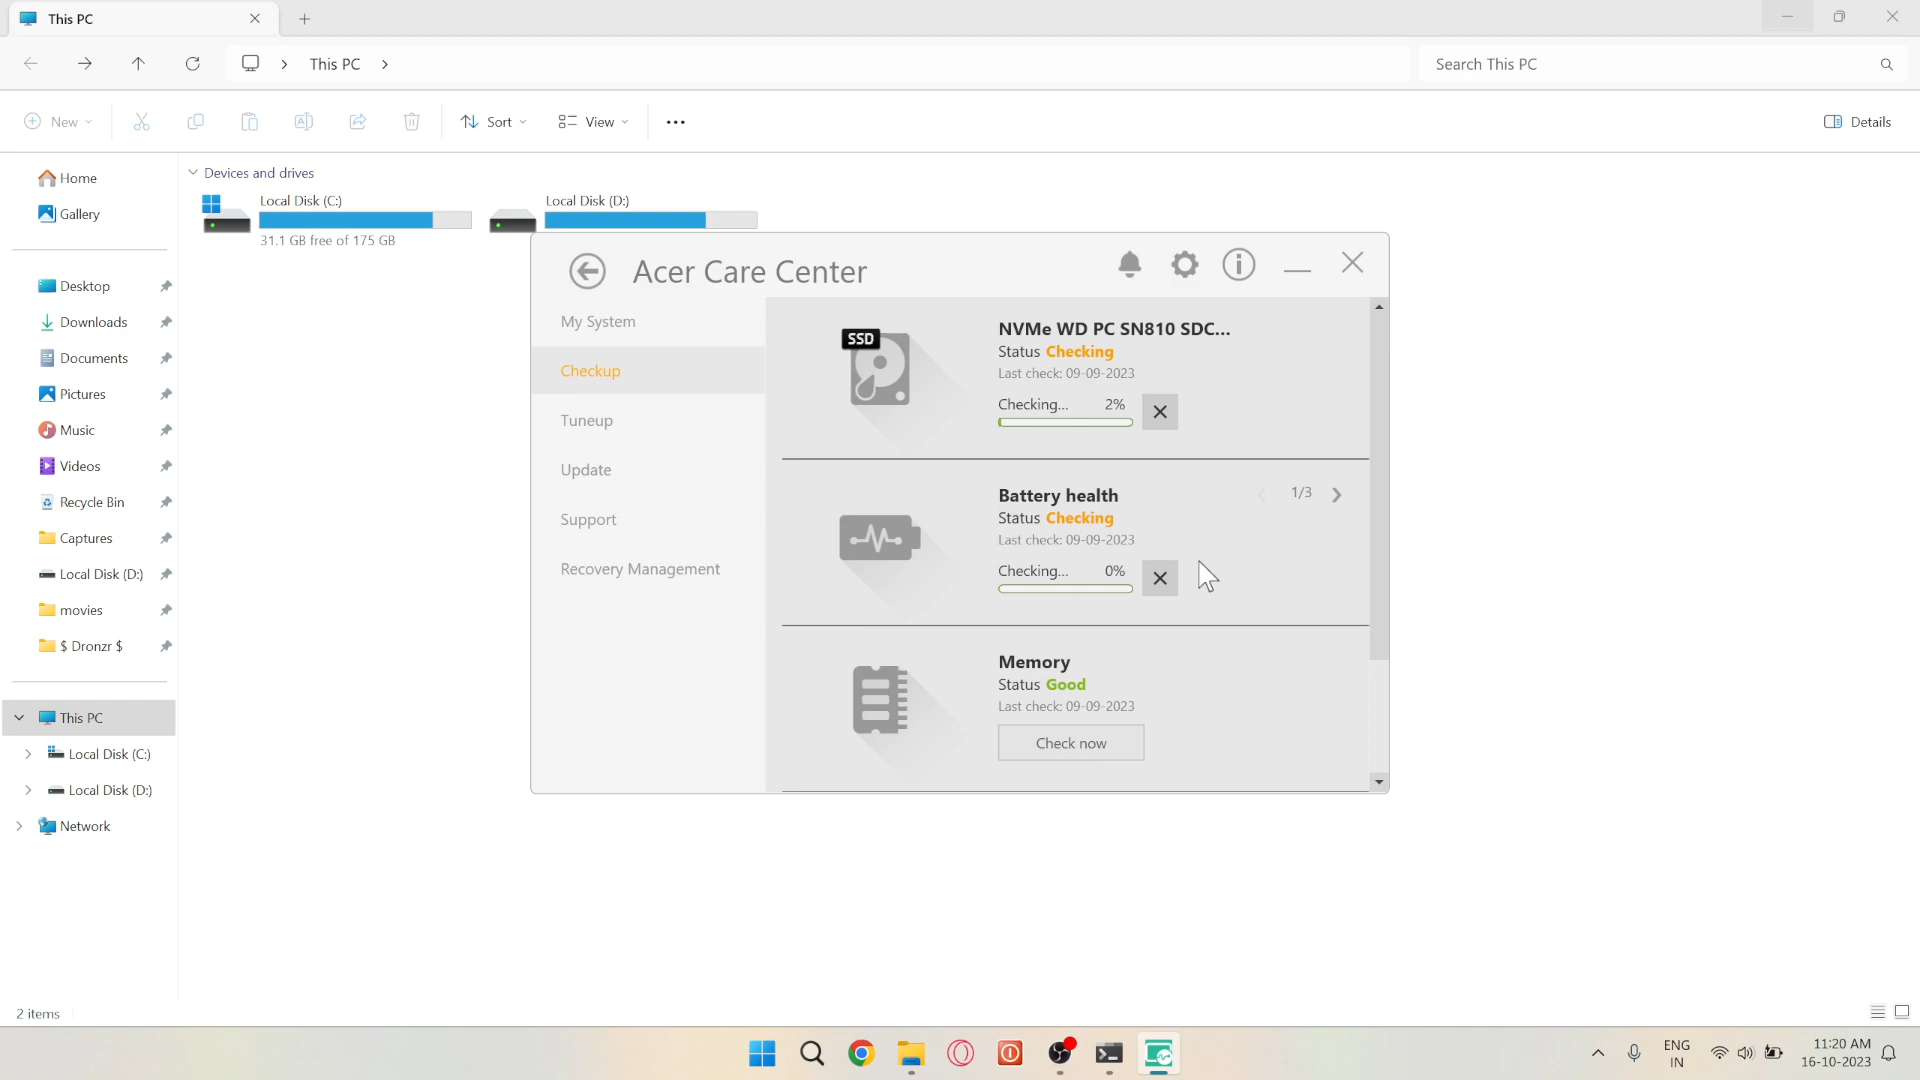 This PC
This PC
Search This PC
New
Sort
View
Details
Home
Gallery
Desktop
Downloads
Documents
Pictures
Music
Videos
Recycle Bin
Captures
Local Disk (D:)
movies
$ Dronzr $
This PC
Local Disk (C:)
Local Disk (D:)
Network
Devices and drives
Local Disk (C:)
31.1 GB free of 175 GB
Local Disk (D:)
Acer Care Center
My System
Checkup
Tuneup
Update
Support
Recovery Management
SSD
NVMe WD PC SN810 SDC...
Status Checking
Last check: 09-09-2023
Checking... 2%
Battery health
1/3
Status Checking
Last check: 09-09-2023
Checking... 0%
Memory
Status Good
Last check: 09-09-2023
Check now
2 items
ENG
IN
11:20 AM
16-10-2023